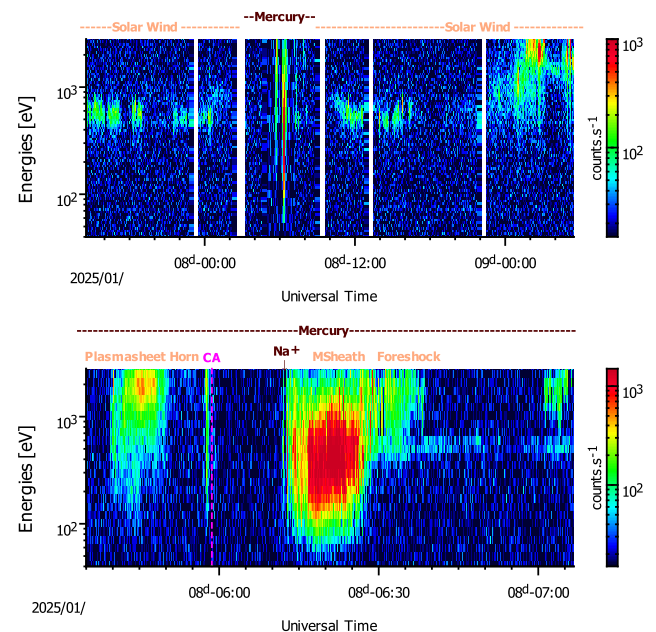 --Mercury--
------Solar Wind ----------- ------------------------Solar Wind -------------
10³
10²
Energies [eV]
10³
10²
counts.s⁻¹
08ᵈ-00:00 08ᵈ-12:00 09ᵈ-00:00
2025/01/
Universal Time
----------------------------------------Mercury----------------------------------------
Plasmasheet Horn CA Na⁺ MSheath Foreshock
10³
10²
Energies [eV]
10³
10²
counts.s⁻¹
08ᵈ-06:00 08ᵈ-06:30 08ᵈ-07:00
2025/01/
Universal Time